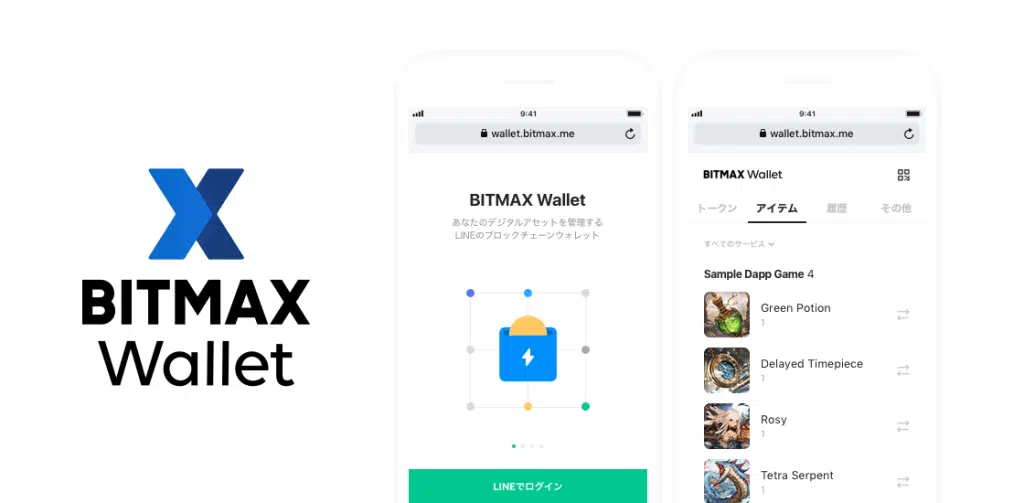 BITMAX
Wallet
9:41
wallet.bitmax.me
BITMAX Wallet
あなたのデジタルアセットを管理する
LINEのブロックチェーンウォレット
LINEでログイン
9:41
wallet.bitmax.me
BITMAX Wallet
トークン アイテム 履歴 その他
すべてのサービス
Sample Dapp Game 4
Green Potion
1
Delayed Timepiece
1
Rosy
1
Tetra Serpent
1